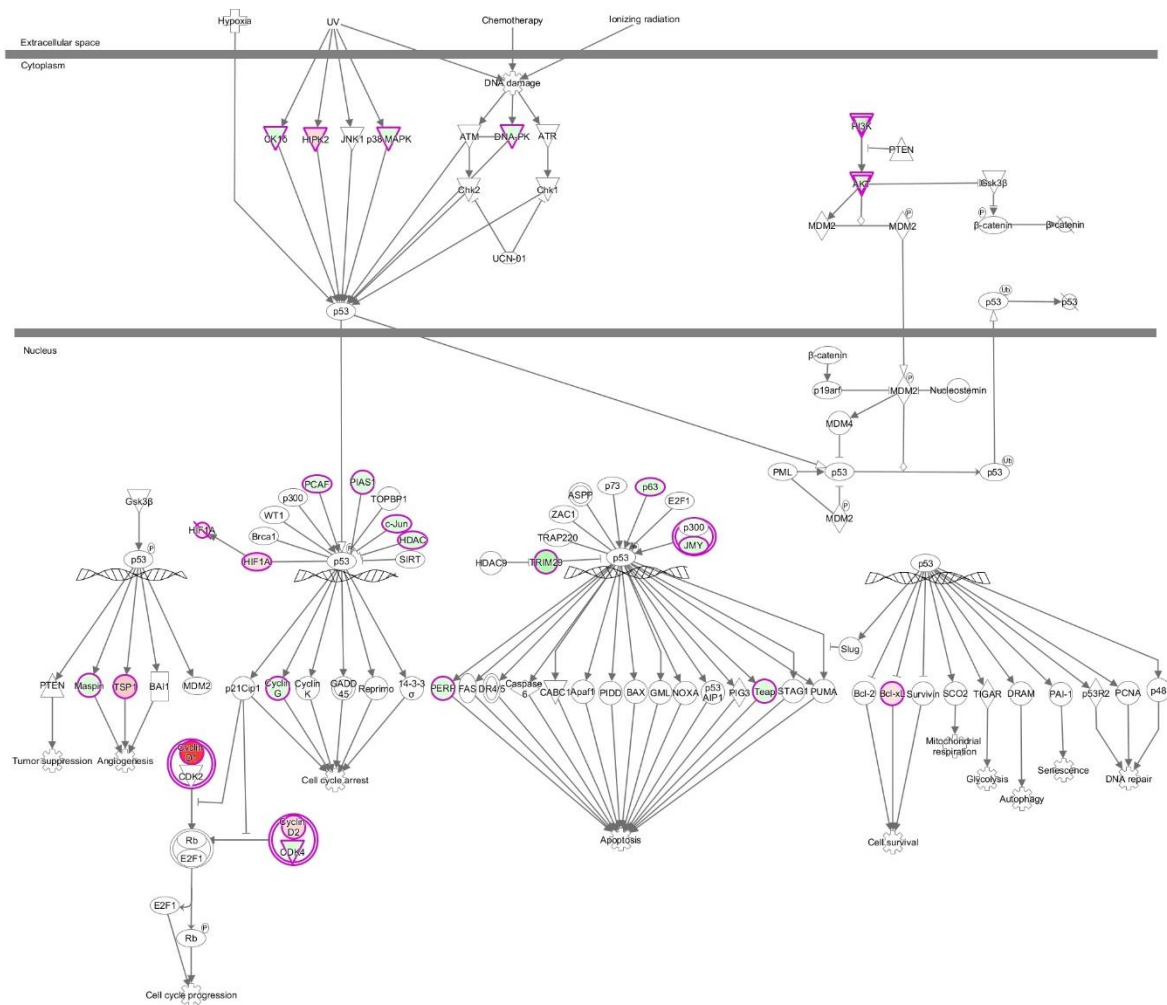 Hypoxia
UV
Chemotherapy
Ionizing radiation
Extracellular space
Cytoplasm
DNA damage
HIPK2
JNK1
p38 MAPK
ATM
DNA-PK
ATR
PI3K
PTEN
Chk2
Chk1
AKT
Gsk3β
MDM2
P
MDM2
P
β-catenin
β-catenin
UCN-01
p53
p53
Ub
p53
Nucleus
β-catenin
p19arf
MDM2
P
Nucleostemin
MDM4
PML
p53
p53
Ub
P
MDM2
Gsk3β
PCAF
PIAS1
p300
TOPBP1
WT1
c-Jun
HIF1A
Brca1
HDAC
HIF1A
p53
SIRT
p53
P
ASPP
p73
p63
E2F1
ZAC1
p300
JMY
TRAP220
HDAC9
TRIM29
p53
p53
Slug
PTEN
Maspin
TSP1
BAI1
MDM2
p21Cip1
Cyclin
G
Cyclin
K
GADD
45
Reprimo
14-3-3
σ
PERP
FAS
DR4/5
Caspase
6
CABC1
Apaf1
PIDD
BAX
GML
NOXA
p53
AIP1
PIG3
Teap
STAG1
PUMA
Bcl-2
Bcl-xL
Survivin
SCO2
TIGAR
DRAM
PAI-1
p53R2
PCNA
p48
Tumor suppression
Angiogenesis
Cell cycle arrest
Mitochondrial
respiration
Glycolysis
Autophagy
Senescence
DNA repair
CDK2
Cyclin
D2
CDK4
Rb
E2F1
Apoptosis
Cell survival
E2F1
Rb
P
Cell cycle progression